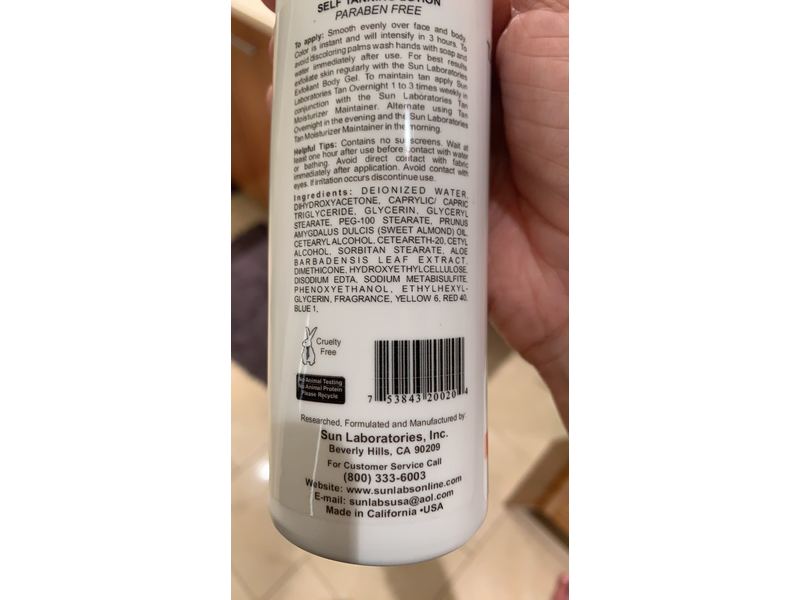 SELF TANNING LOTION
PARABEN FREE
To apply: Smooth evenly over face and body.
Color is instant and will intensify in 3 hours. To
avoid discoloring palms wash hands with soap and
water immediately after use. For best results
exfoliate skin regularly with the Sun Laboratories
Exfoliant Body Gel. To maintain tan apply Sun
Laboratories Tan Overnight 1 to 3 times weekly in
conjunction with the Sun Laboratories Tan
Moisturizer Maintainer. Alternate using Tan
Overnight in the evening and the Sun Laboratories
Tan Moisturizer Maintainer in the morning.
Helpful Tips: Contains no sunscreens. Wait at
least one hour after use before contact with water
or bathing. Avoid direct contact with fabric
immediately after application. Avoid contact with
eyes. If irritation occurs discontinue use.
Ingredients: DEIONIZED WATER,
DIHYDROXYACETONE, CAPRYLIC/ CAPRIC
TRIGLYCERIDE, GLYCERIN, GLYCERYL
STEARATE, PEG-100 STEARATE, PRUNUS
AMYGDALUS DULCIS (SWEET ALMOND) OIL,
CETEARYL ALCOHOL, CETEARETH-20, CETYL
ALCOHOL, SORBITAN STEARATE, ALOE
BARBADENSIS LEAF EXTRACT,
DIMETHICONE, HYDROXYETHYLCELLULOSE,
DISODIUM EDTA, SODIUM METABISULFITE,
PHENOXYETHANOL, ETHYLHEXYL-
GLYCERIN, FRAGRANCE, YELLOW 6, RED 40,
BLUE 1.
Cruelty
Free
No Animal Testing
No Animal Protein
Please Recycle
7 53843 20020 4
Researched, Formulated and Manufactured by:
Sun Laboratories, Inc.
Beverly Hills, CA 90209
For Customer Service Call
(800) 333-6003
Website: www.sunlabsonline.com
E-mail: sunlabsusa@aol.com
Made in California •USA